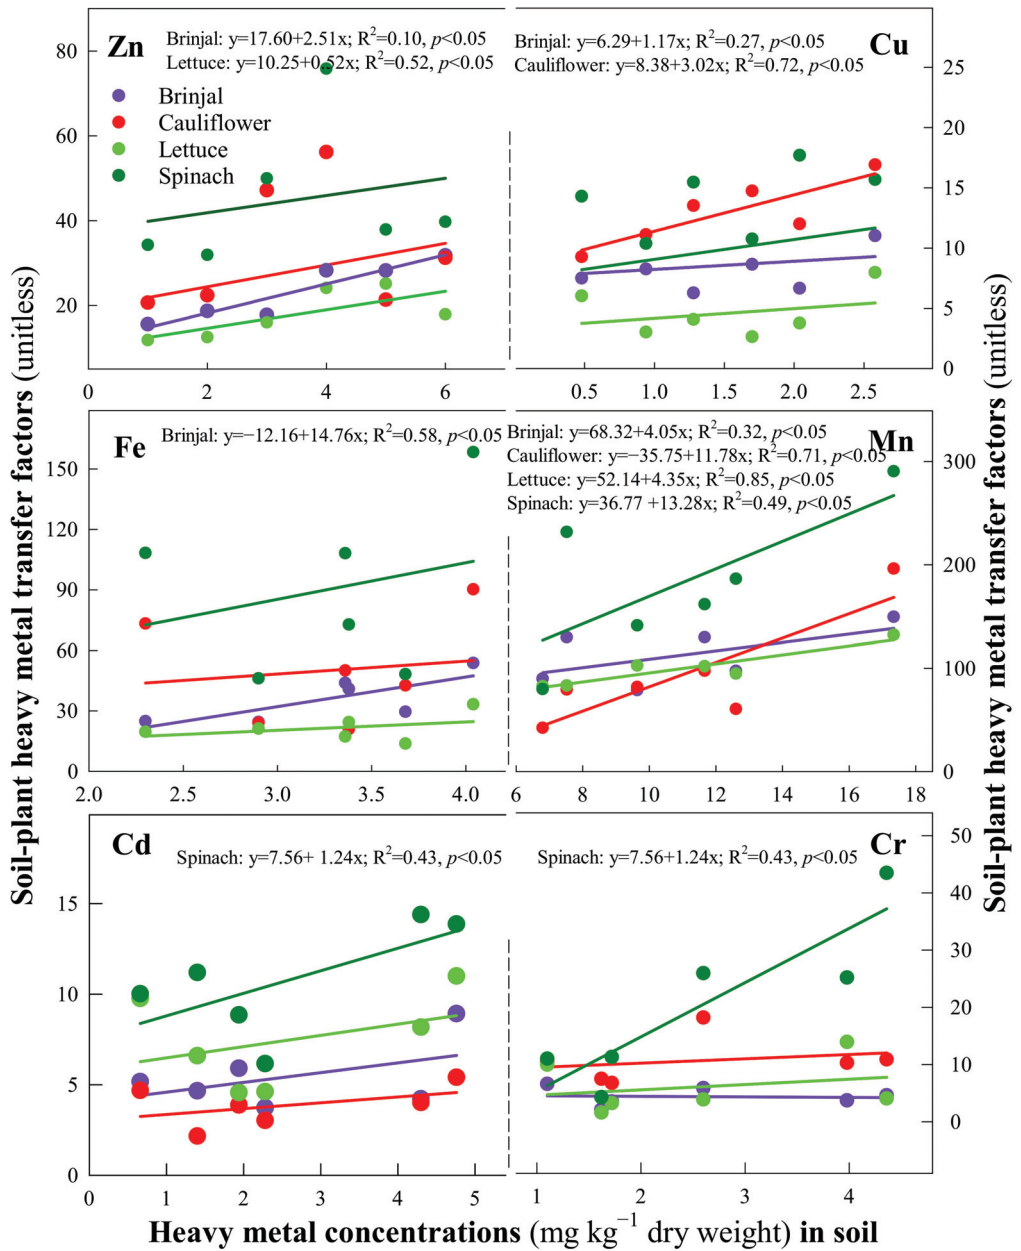 Zn
Brinjal: y=17.60+2.51x; R²=0.10, p<0.05
Lettuce: y=10.25+0.52x; R²=0.52, p<0.05
Brinjal
Cauliflower
Lettuce
Spinach
80
60
40
20
0 2 4 6
Brinjal: y=6.29+1.17x; R²=0.27, p<0.05
Cauliflower: y=8.38+3.02x; R²=0.72, p<0.05
Cu
25
20
15
10
5
0
0.5 1.0 1.5 2.0 2.5
Fe
Brinjal: y=−12.16+14.76x; R²=0.58, p<0.05
150
120
90
60
30
0
2.0 2.5 3.0 3.5 4.0
Brinjal: y=68.32+4.05x; R²=0.32, p<0.05
Cauliflower: y=−35.75+11.78x; R²=0.71, p<0.05
Lettuce: y=52.14+4.35x; R²=0.85, p<0.05
Spinach: y=36.77 +13.28x; R²=0.49, p<0.05
Mn
300
200
100
0
6 8 10 12 14 16 18
Cd
Spinach: y=7.56+ 1.24x; R²=0.43, p<0.05
15
10
5
0
0 1 2 3 4 5
Spinach: y=7.56+1.24x; R²=0.43, p<0.05
Cr
50
40
30
20
10
0
1 2 3 4
Soil-plant heavy metal transfer factors (unitless)
Soil-plant heavy metal transfer factors (unitless)
Heavy metal concentrations (mg kg⁻¹ dry weight) in soil